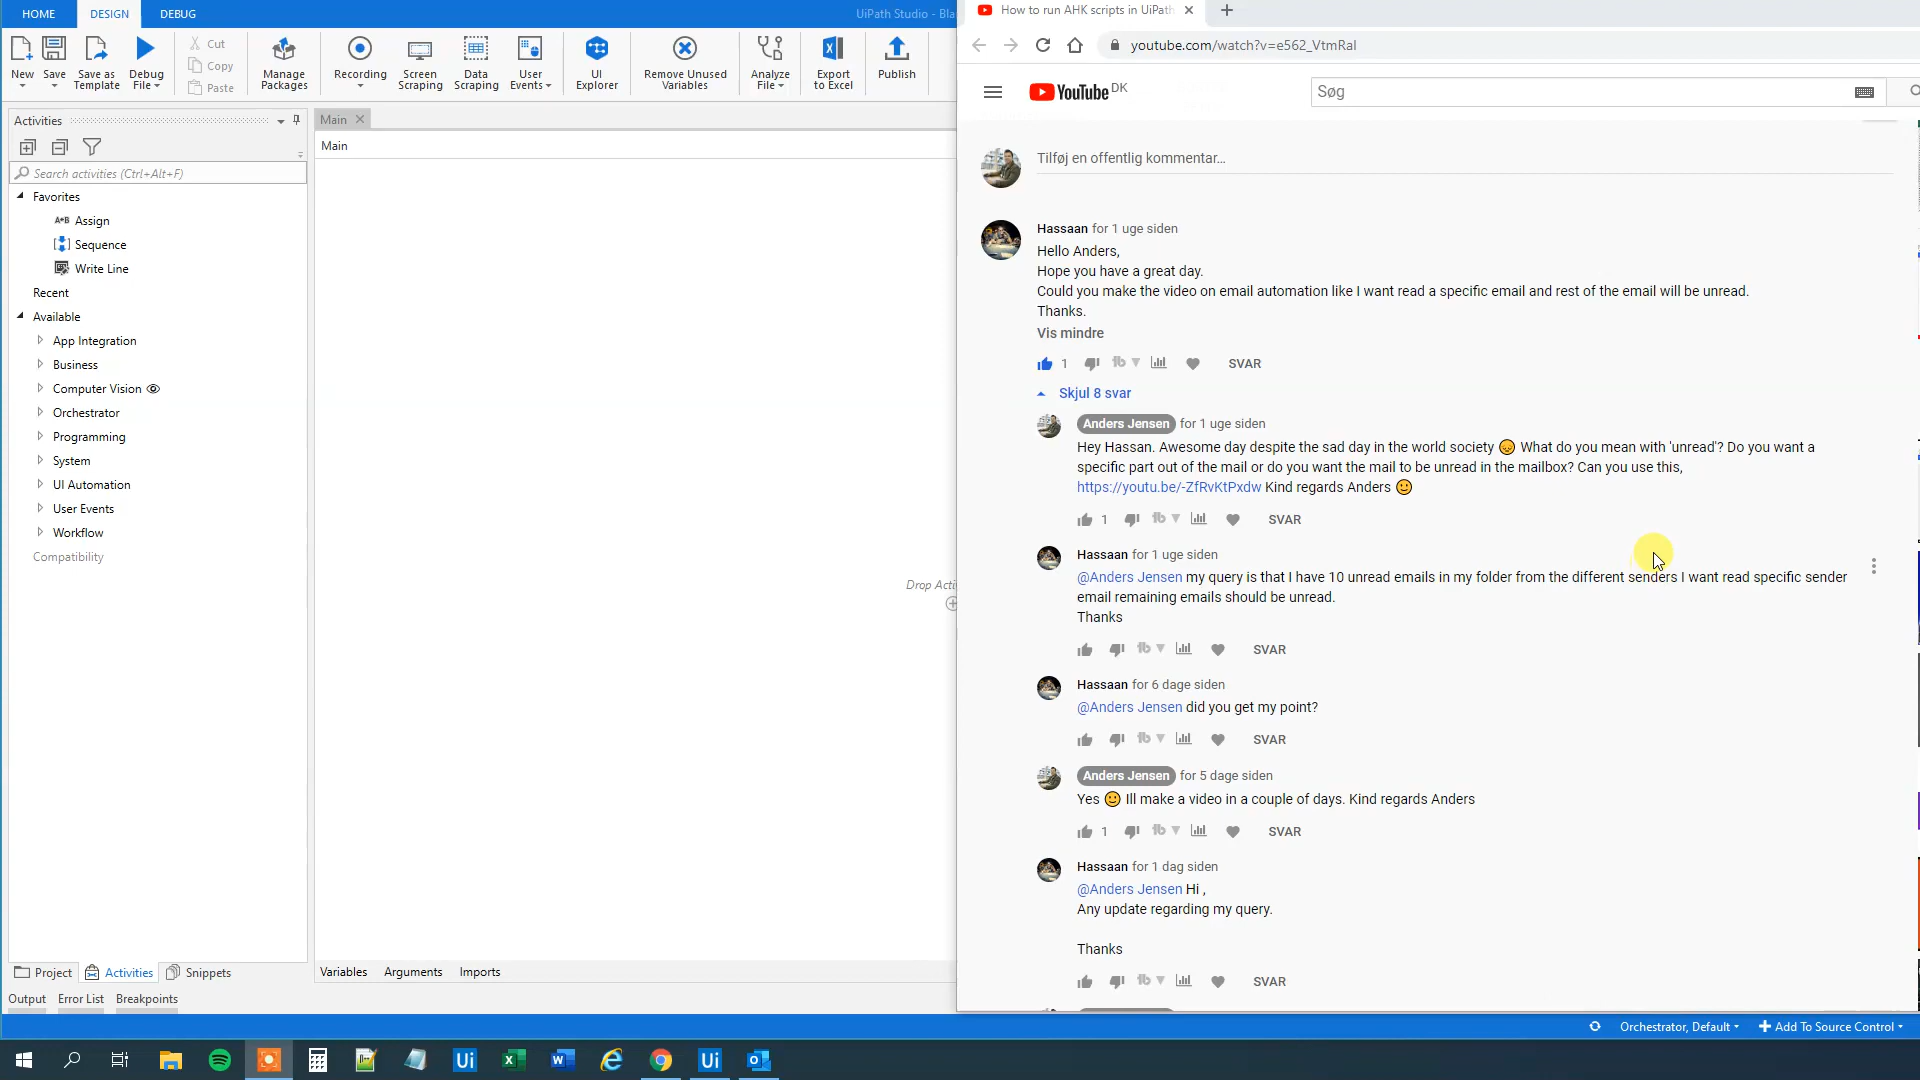 HOME
DESIGN
DEBUG
UiPath Studio - Bla
How to run AHK scripts in UiPath
youtube.com/watch?v=e562_VtmRaI
New
Save
Save as Template
Debug File
Cut
Copy
Paste
Manage Packages
Recording
Screen Scraping
Data Scraping
User Events
UI Explorer
Remove Unused Variables
Analyze File
Export to Excel
Publish
YouTube DK
Søg
Activities
Main
Main
Search activities (Ctrl+Alt+F)
Favorites
Assign
Sequence
Write Line
Recent
Available
App Integration
Business
Computer Vision
Orchestrator
Programming
System
UI Automation
User Events
Workflow
Compatibility
Drop Acti
Project
Activities
Snippets
Variables
Arguments
Imports
Output
Error List
Breakpoints
Tilføj en offentlig kommentar...
Hassaan for 1 uge siden
Hello Anders,
Hope you have a great day.
Could you make the video on email automation like I want read a specific email and rest of the email will be unread.
Thanks.
Vis mindre
1
SVAR
Skjul 8 svar
Anders Jensen for 1 uge siden
Hey Hassan. Awesome day despite the sad day in the world society 😞 What do you mean with 'unread'? Do you want a
specific part out of the mail or do you want the mail to be unread in the mailbox? Can you use this,
https://youtu.be/-ZfRvKtPxdw Kind regards Anders 🙂
1
SVAR
Hassaan for 1 uge siden
@Anders Jensen my query is that I have 10 unread emails in my folder from the different senders I want read specific sender
email remaining emails should be unread.
Thanks
SVAR
Hassaan for 6 dage siden
@Anders Jensen did you get my point?
SVAR
Anders Jensen for 5 dage siden
Yes 🙂 Ill make a video in a couple of days. Kind regards Anders
1
SVAR
Hassaan for 1 dag siden
@Anders Jensen Hi ,
Any update regarding my query.
Thanks
SVAR
Orchestrator, Default
Add To Source Control